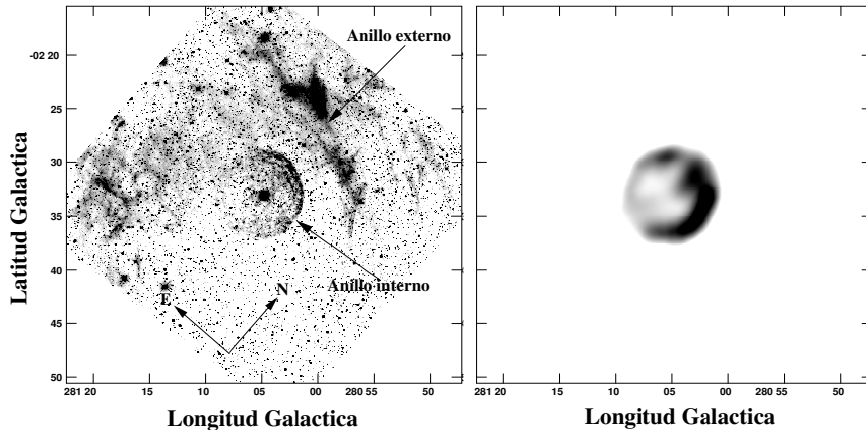 Anillo externo
-02 20
25
30
35
40
45
50
Latitud Galactica
Anillo interno
E
N
281 20 15 10 05 00 280 55 50
Longitud Galactica
281 20 15 10 05 00 280 55 50
Longitud Galactica